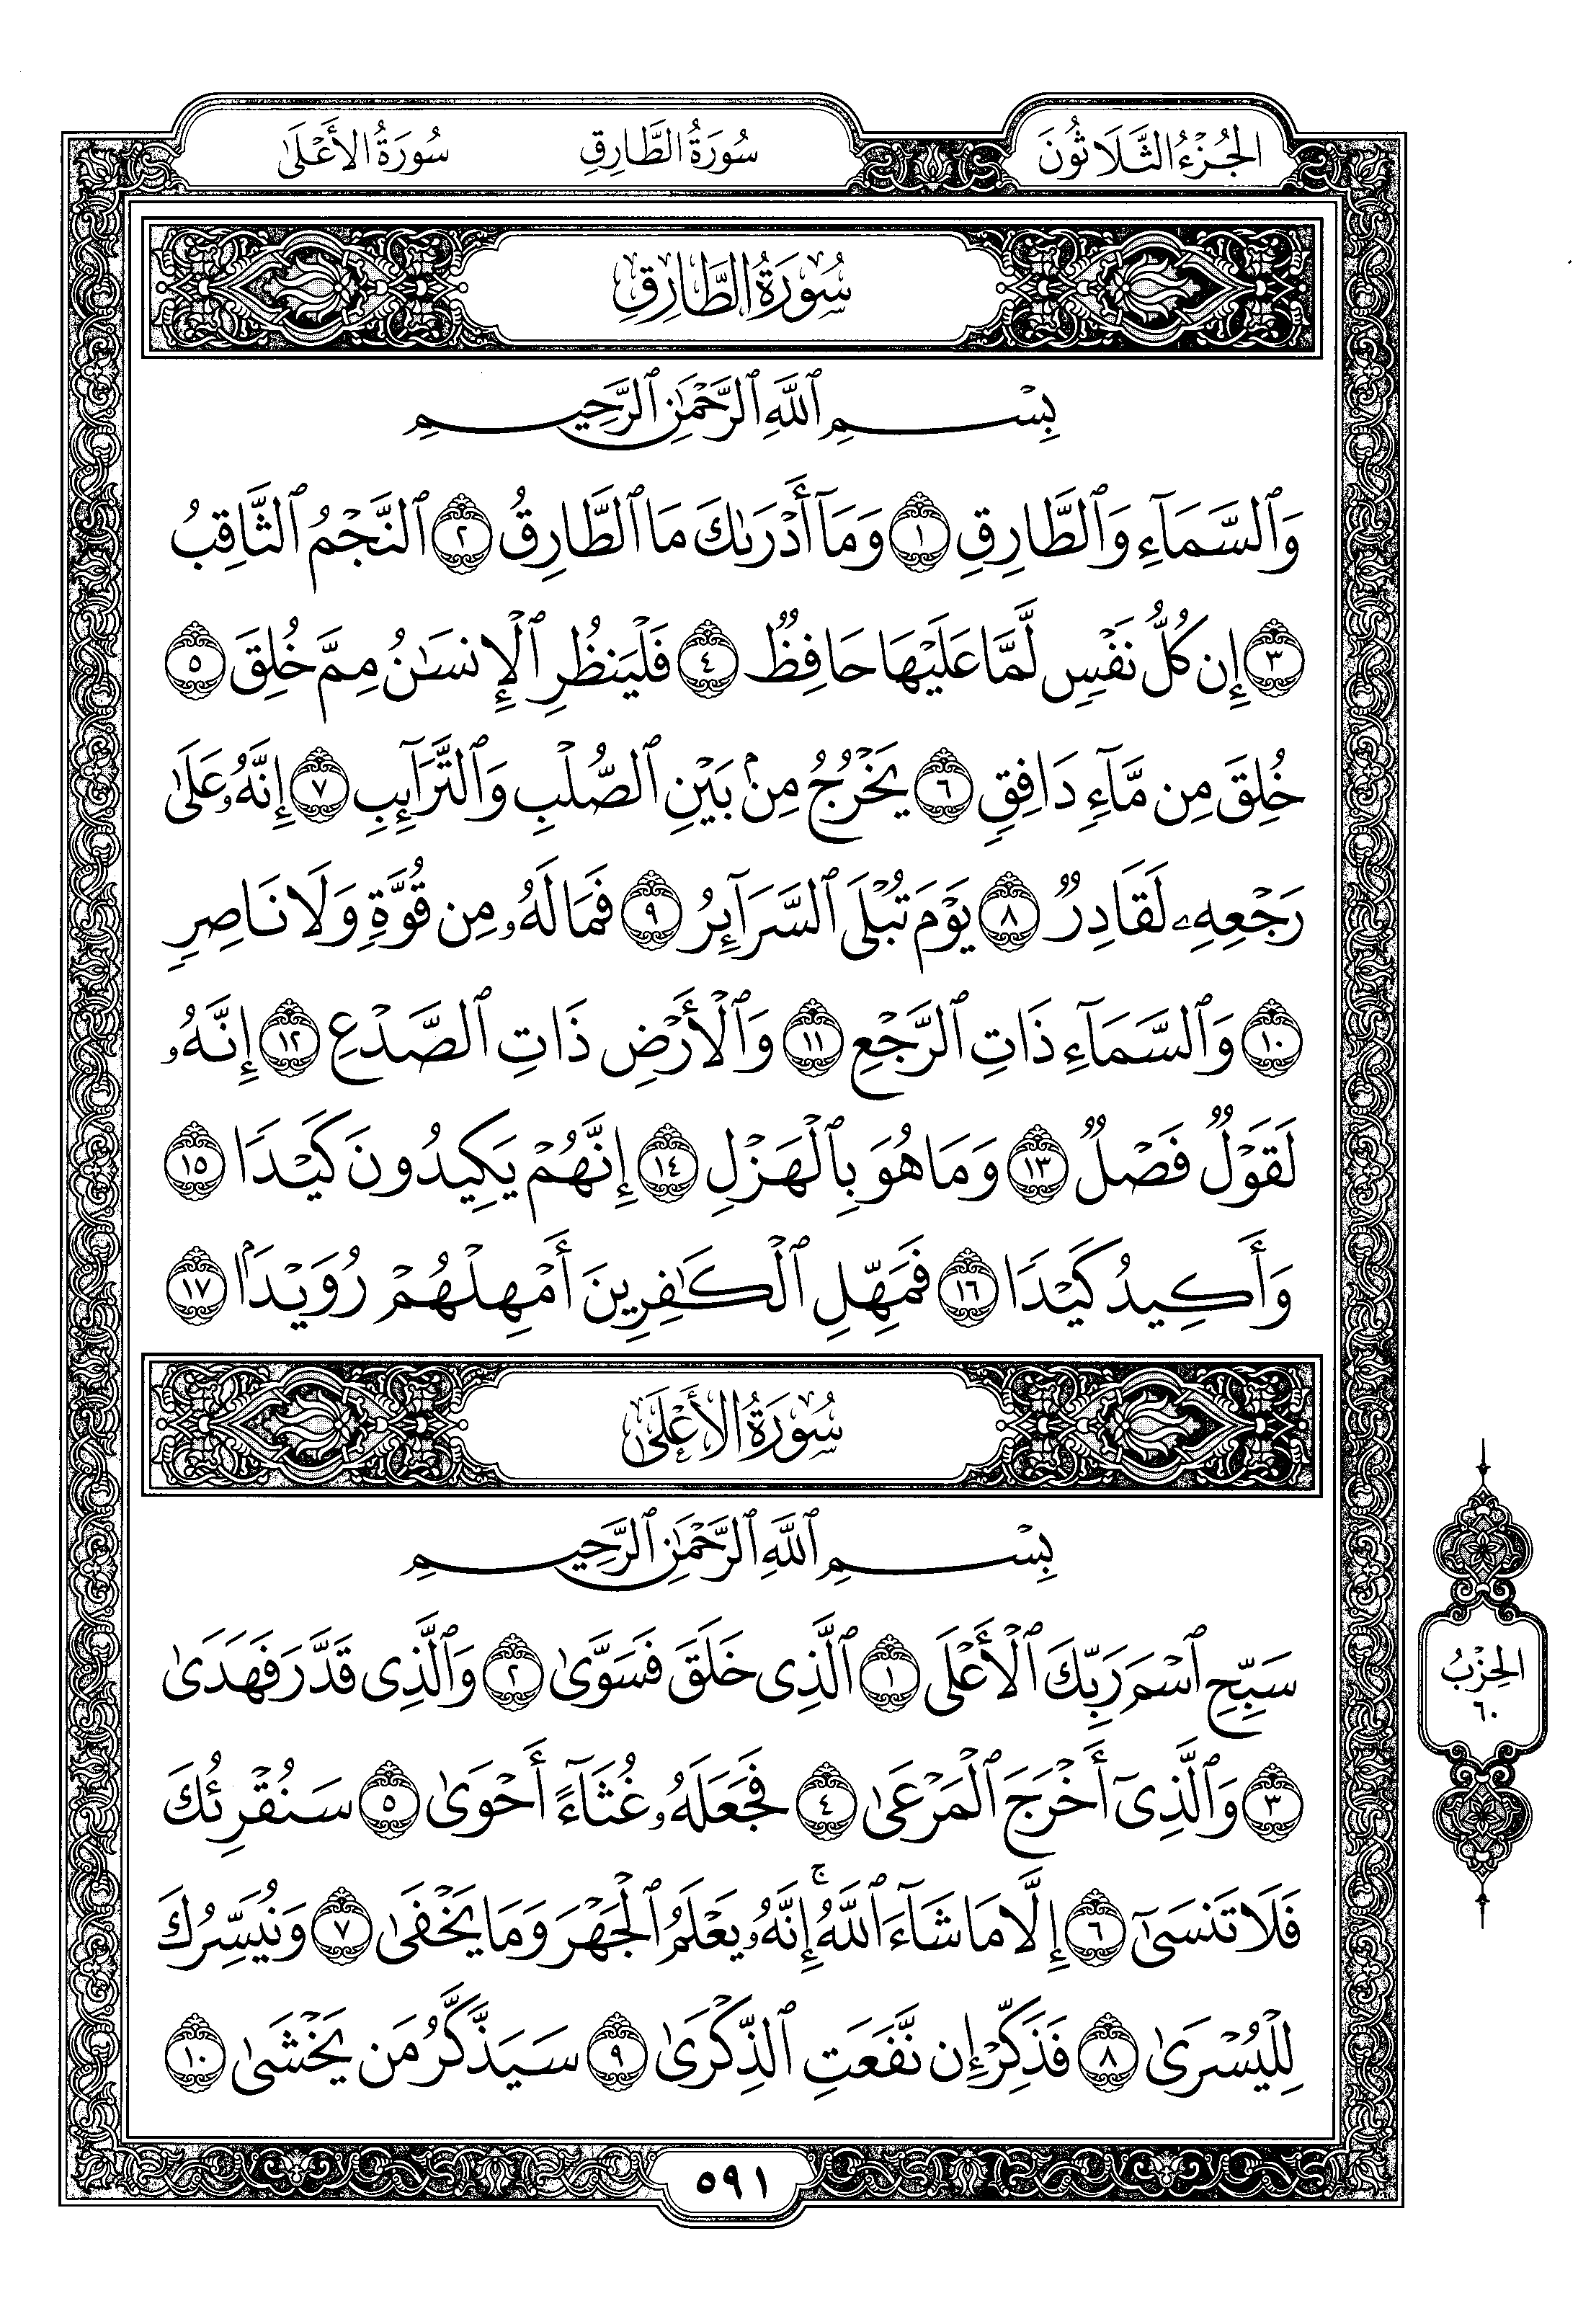 الجُزْءُ الثَّلَاثُونَ سُورَةُ الطَّارِقِ سُورَةُ الأَعْلَىٰ
سُورَةُ الطَّارِقِ
بِسْمِ ٱللَّهِ ٱلرَّحْمَٰنِ ٱلرَّحِيمِ
وَٱلسَّمَآءِ وَٱلطَّارِقِ ١ وَمَآ أَدْرَىٰكَ مَا ٱلطَّارِقُ ٢ ٱلنَّجْمُ ٱلثَّاقِبُ
٣ إِن كُلُّ نَفْسٍ لَّمَّا عَلَيْهَا حَافِظٌ ٤ فَلْيَنظُرِ ٱلْإِنسَٰنُ مِمَّ خُلِقَ ٥
خُلِقَ مِن مَّآءٍ دَافِقٍ ٦ يَخْرُجُ مِنۢ بَيْنِ ٱلصُّلْبِ وَٱلتَّرَآئِبِ ٧ إِنَّهُۥ عَلَىٰ
رَجْعِهِۦ لَقَادِرٌ ٨ يَوْمَ تُبْلَى ٱلسَّرَآئِرُ ٩ فَمَا لَهُۥ مِن قُوَّةٍ وَلَا نَاصِرٍ
١٠ وَٱلسَّمَآءِ ذَاتِ ٱلرَّجْعِ ١١ وَٱلْأَرْضِ ذَاتِ ٱلصَّدْعِ ١٢ إِنَّهُۥ
لَقَوْلٌ فَصْلٌ ١٣ وَمَا هُوَ بِٱلْهَزْلِ ١٤ إِنَّهُمْ يَكِيدُونَ كَيْدًا ١٥
وَأَكِيدُ كَيْدًا ١٦ فَمَهِّلِ ٱلْكَٰفِرِينَ أَمْهِلْهُمْ رُوَيْدَۢا ١٧
سُورَةُ الأَعْلَىٰ
بِسْمِ ٱللَّهِ ٱلرَّحْمَٰنِ ٱلرَّحِيمِ
سَبِّحِ ٱسْمَ رَبِّكَ ٱلْأَعْلَى ١ ٱلَّذِى خَلَقَ فَسَوَّىٰ ٢ وَٱلَّذِى قَدَّرَ فَهَدَىٰ
٣ وَٱلَّذِىٓ أَخْرَجَ ٱلْمَرْعَىٰ ٤ فَجَعَلَهُۥ غُثَآءً أَحْوَىٰ ٥ سَنُقْرِئُكَ
فَلَا تَنسَىٰٓ ٦ إِلَّا مَا شَآءَ ٱللَّهُ ۚ إِنَّهُۥ يَعْلَمُ ٱلْجَهْرَ وَمَا يَخْفَىٰ ٧ وَنُيَسِّرُكَ
لِلْيُسْرَىٰ ٨ فَذَكِّرْ إِن نَّفَعَتِ ٱلذِّكْرَىٰ ٩ سَيَذَّكَّرُ مَن يَخْشَىٰ ١٠
الحِزْبُ
٦٠
٥٩١